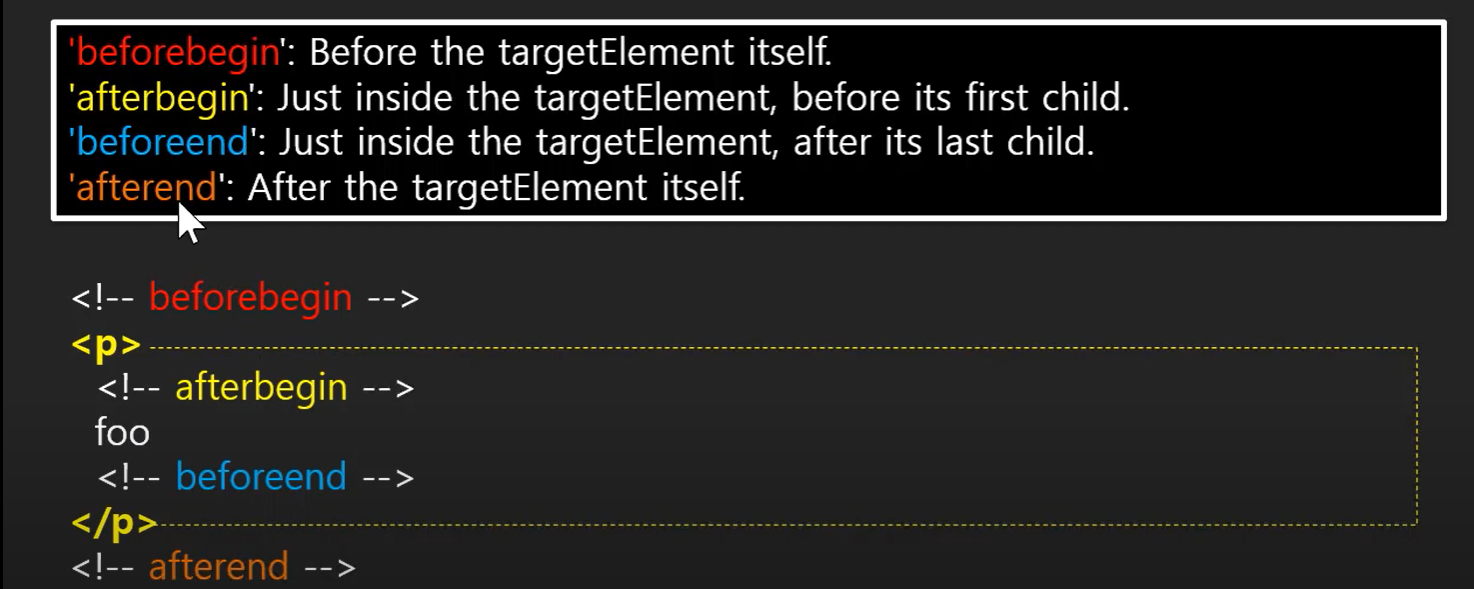 'beforebegin': Before the targetElement itself.
'afterbegin': Just inside the targetElement, before its first child.
'beforeend': Just inside the targetElement, after its last child.
'afterend': After the targetElement itself.
<!-- beforebegin -->
<p>
<!-- afterbegin -->
foo
<!-- beforeend -->
</p>
<!-- afterend -->